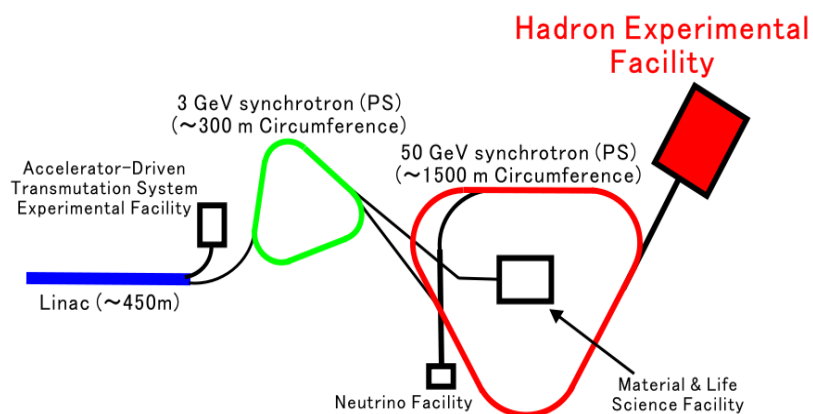 Hadron Experimental
Facility
3 GeV synchrotron (PS)
(~300 m Circumference)
50 GeV synchrotron (PS)
(~1500 m Circumference)
Accelerator-Driven
Transmutation System
Experimental Facility
Linac (~450m)
Neutrino Facility
Material & Life
Science Facility